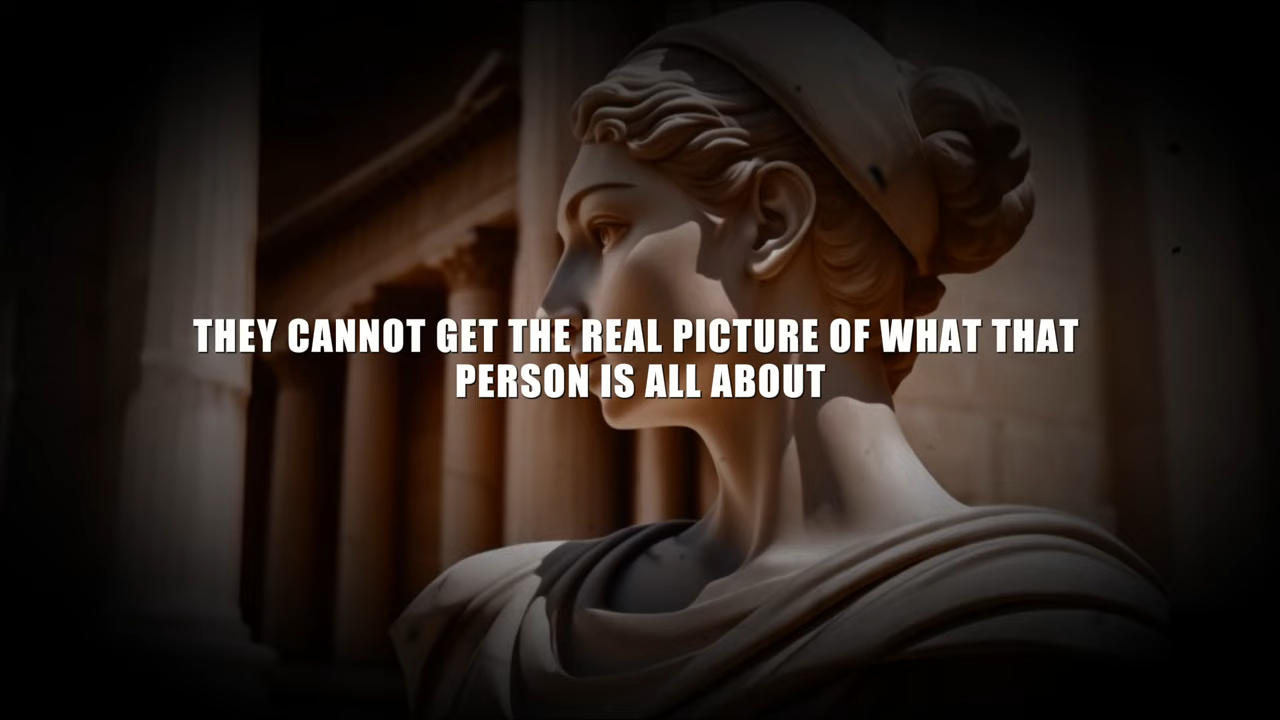 THEY CANNOT GET THE REAL PICTURE OF WHAT THAT
PERSON IS ALL ABOUT